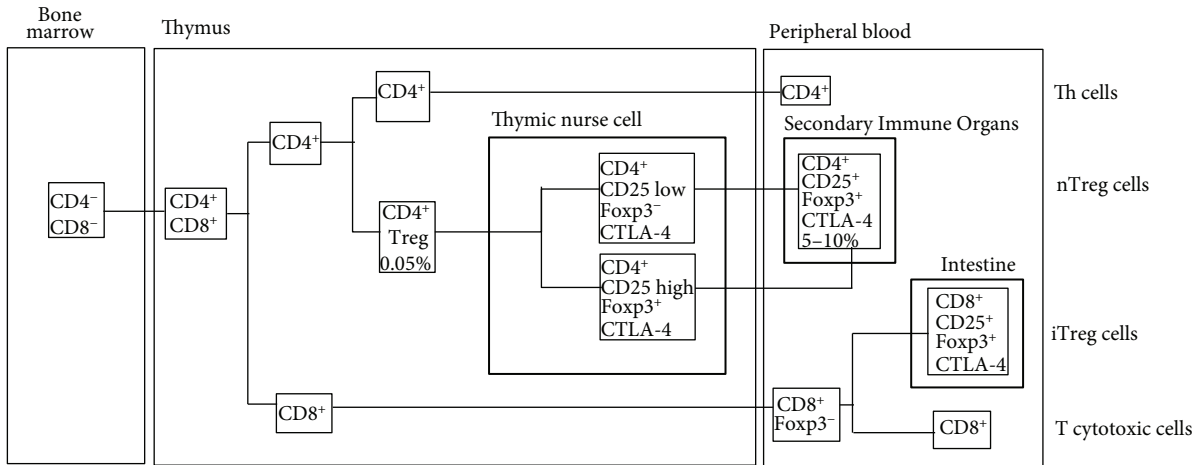 Bone
marrow
Thymus
Peripheral blood
CD4⁻
CD8⁻
CD4⁺
CD8⁺
CD4⁺
CD4⁺
CD4⁺
Treg
0.05%
CD8⁺
Thymic nurse cell
CD4⁺
CD25 low
Foxp3⁻
CTLA-4
CD4⁺
CD25 high
Foxp3⁺
CTLA-4
CD4⁺
Th cells
Secondary Immune Organs
CD4⁺
CD25⁺
Foxp3⁺
CTLA-4
5–10%
nTreg cells
Intestine
CD8⁺
CD25⁺
Foxp3⁺
CTLA-4
iTreg cells
CD8⁺
Foxp3⁻
CD8⁺
T cytotoxic cells